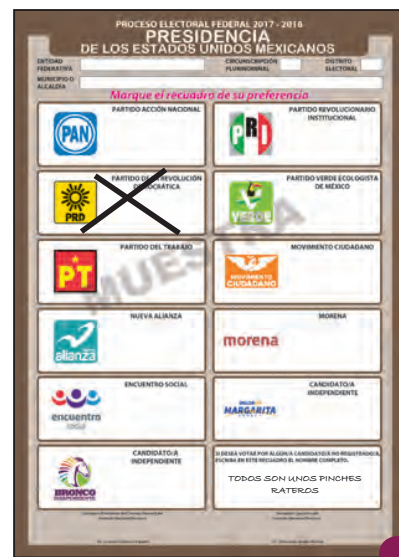 PROCESO ELECTORAL FEDERAL 2017 - 2018
PRESIDENCIA
DE LOS ESTADOS UNIDOS MEXICANOS
ENTIDAD FEDERATIVA
CIRCUNSCRIPCIÓN PLURINOMINAL
DISTRITO ELECTORAL
MUNICIPIO O ALCALDÍA
Marque el recuadro de su preferencia
PARTIDO ACCIÓN NACIONAL
PAN
PARTIDO REVOLUCIONARIO INSTITUCIONAL
PRI
PARTIDO DE LA REVOLUCIÓN DEMOCRÁTICA
PRD
PARTIDO VERDE ECOLOGISTA DE MÉXICO
VERDE
PARTIDO DEL TRABAJO
PT
MOVIMIENTO CIUDADANO
MOVIMIENTO CIUDADANO
MUESTRA
NUEVA ALIANZA
alianza
MORENA
morena
ENCUENTRO SOCIAL
encuentro
social
CANDIDATO/A INDEPENDIENTE
MARGARITA
CANDIDATO/A INDEPENDIENTE
BRONCO
INDEPENDIENTE
SI DESEA VOTAR POR ALGÚN/A CANDIDATO/A NO REGISTRADO/A, ESCRIBA EN ESTE RECUADRO EL NOMBRE COMPLETO.
TODOS SON UNOS PINCHES
RATEROS